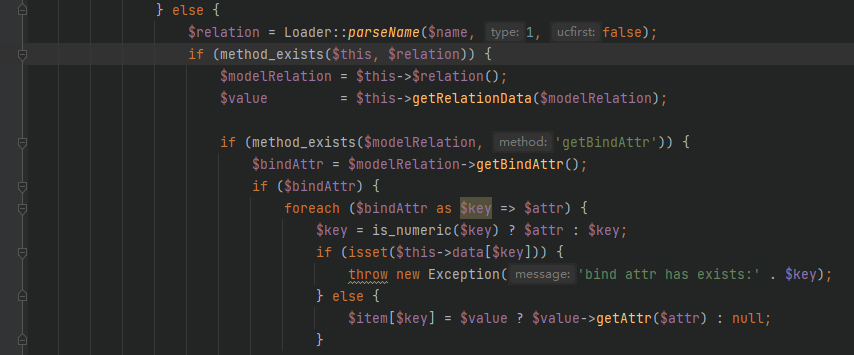 } else {
$relation = Loader::parseName($name, type: 1, ucfirst: false);
if (method_exists($this, $relation)) {
$modelRelation = $this->$relation();
$value         = $this->getRelationData($modelRelation);
if (method_exists($modelRelation, method: 'getBindAttr')) {
$bindAttr = $modelRelation->getBindAttr();
if ($bindAttr) {
foreach ($bindAttr as $key => $attr) {
$key = is_numeric($key) ? $attr : $key;
if (isset($this->data[$key])) {
throw new Exception( message: 'bind attr has exists:' . $key);
} else {
$item[$key] = $value ? $value->getAttr($attr) : null;
}